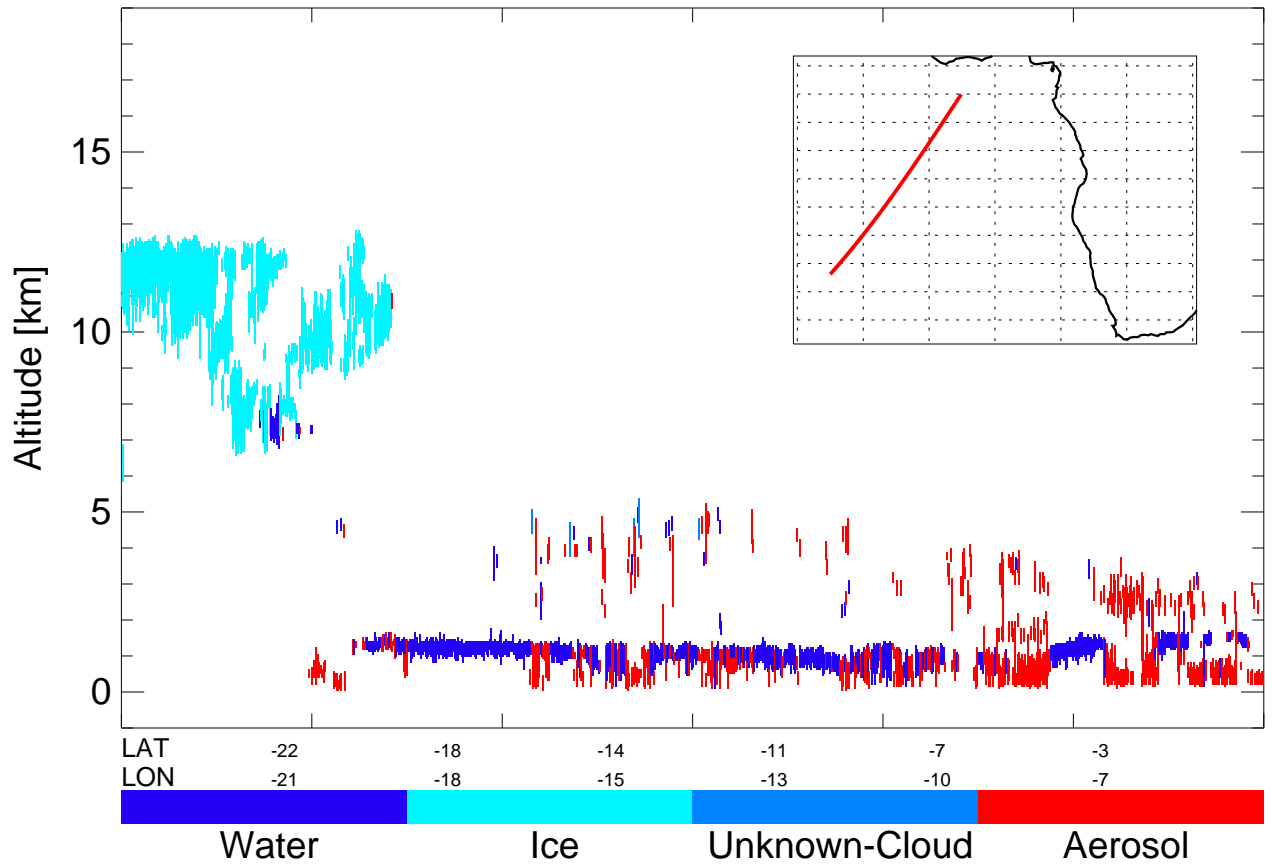 15
10
5
0
Altitude [km]
LAT -22 -18 -14 -11 -7 -3
LON -21 -18 -15 -13 -10 -7
Water Ice Unknown-Cloud Aerosol